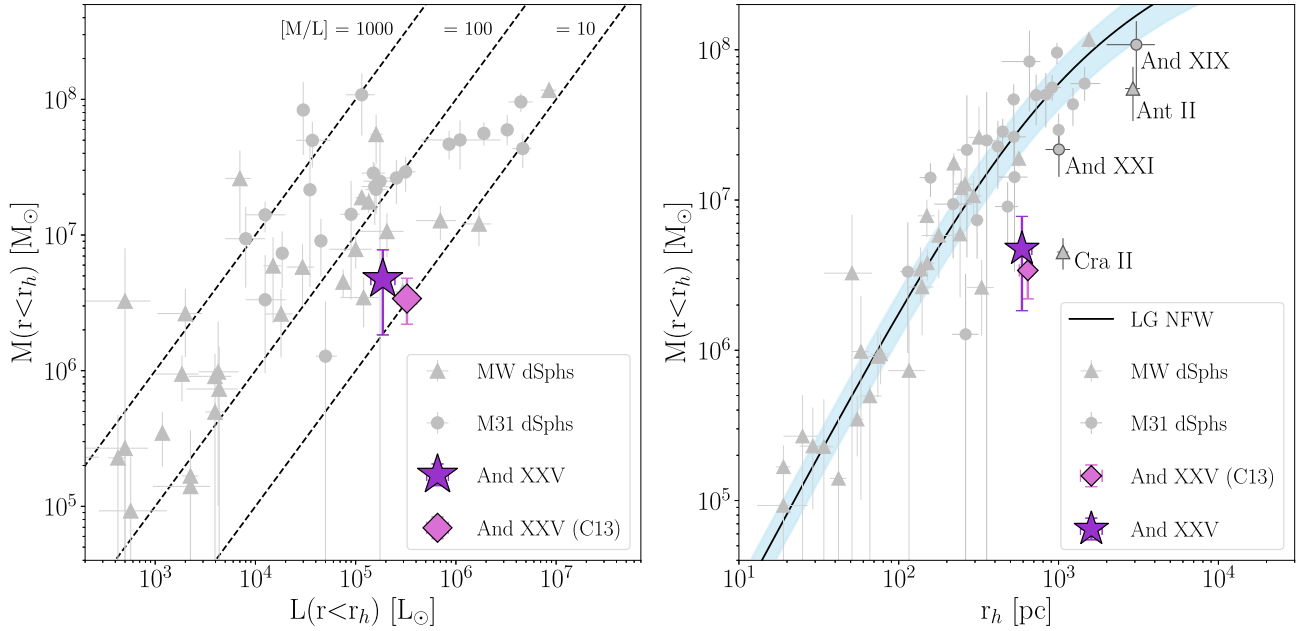 [M/L] = 1000
= 100
= 10
10⁸
10⁷
10⁶
10⁵
M(r<r_h) [M_⊙]
MW dSphs
M31 dSphs
And XXV
And XXV (C13)
10³
10⁴
10⁵
10⁶
10⁷
L(r<r_h) [L_⊙]
And XIX
Ant II
And XXI
Cra II
10⁸
10⁷
10⁶
10⁵
M(r<r_h) [M_⊙]
LG NFW
MW dSphs
M31 dSphs
And XXV (C13)
And XXV
10¹
10²
10³
10⁴
r_h [pc]